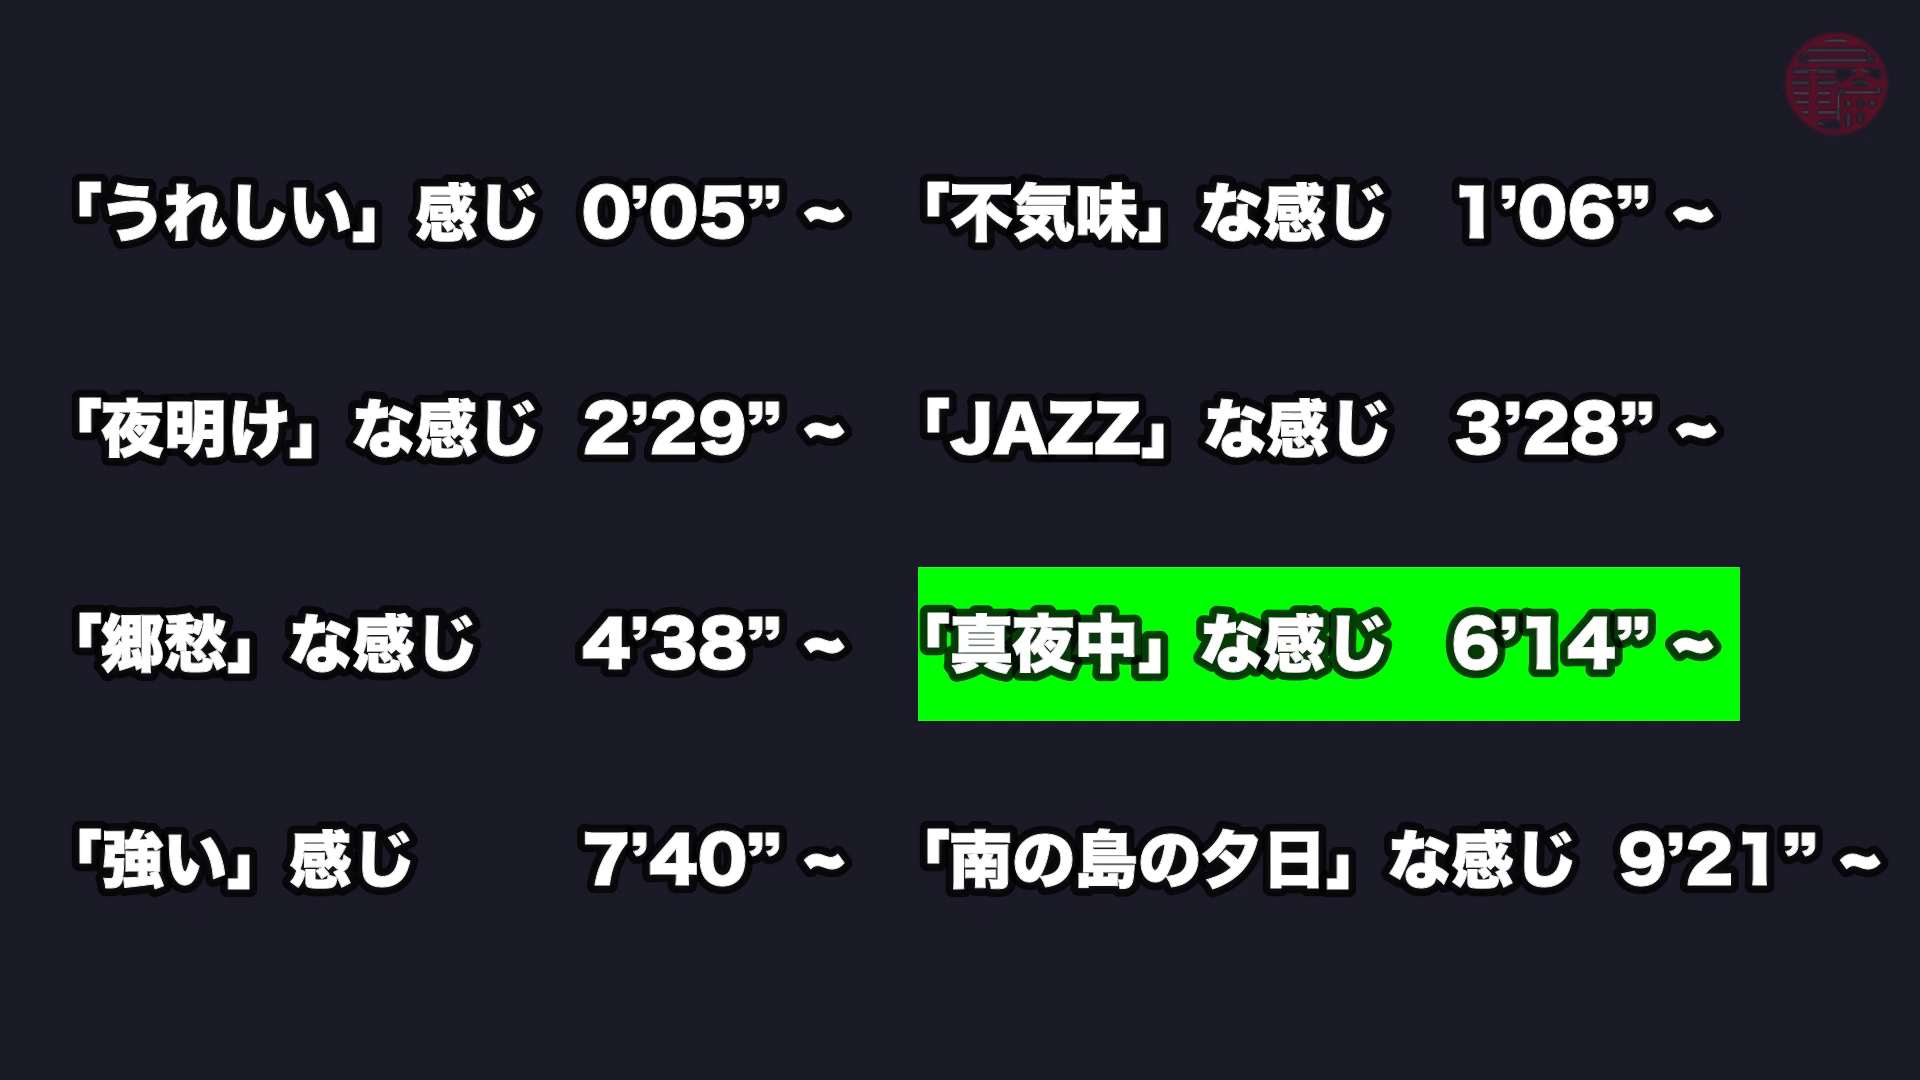 「うれしい」感じ 0’05” ~ 「不気味」な感じ 1’06” ~
「夜明け」な感じ 2’29” ~ 「JAZZ」な感じ 3’28” ~
「郷愁」な感じ 4’38” ~ 「真夜中」な感じ 6’14” ~
「強い」感じ 7’40” ~ 「南の島の夕日」な感じ 9’21” ~